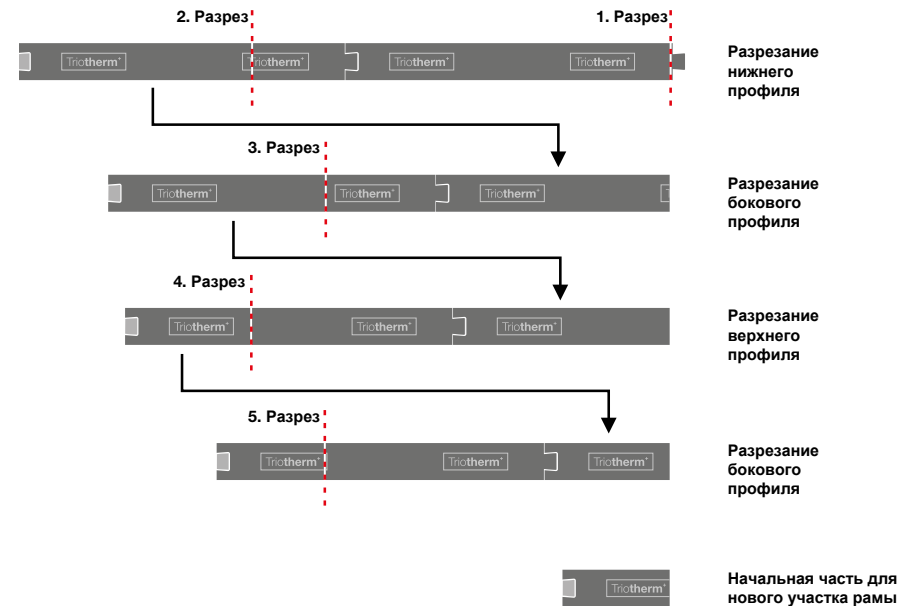 2. Разрез
1. Разрез
Triotherm+
Triotherm+
Triotherm+
Triotherm+
Разрезание
нижнего
профиля
3. Разрез
Triotherm+
Triotherm+
Triotherm+
T
Разрезание
бокового
профиля
4. Разрез
Triotherm+
Triotherm+
Triotherm+
Разрезание
верхнего
профиля
5. Разрез
Triotherm+
Triotherm+
Triotherm+
Разрезание
бокового
профиля
Triotherm+
Начальная часть для
нового участка рамы